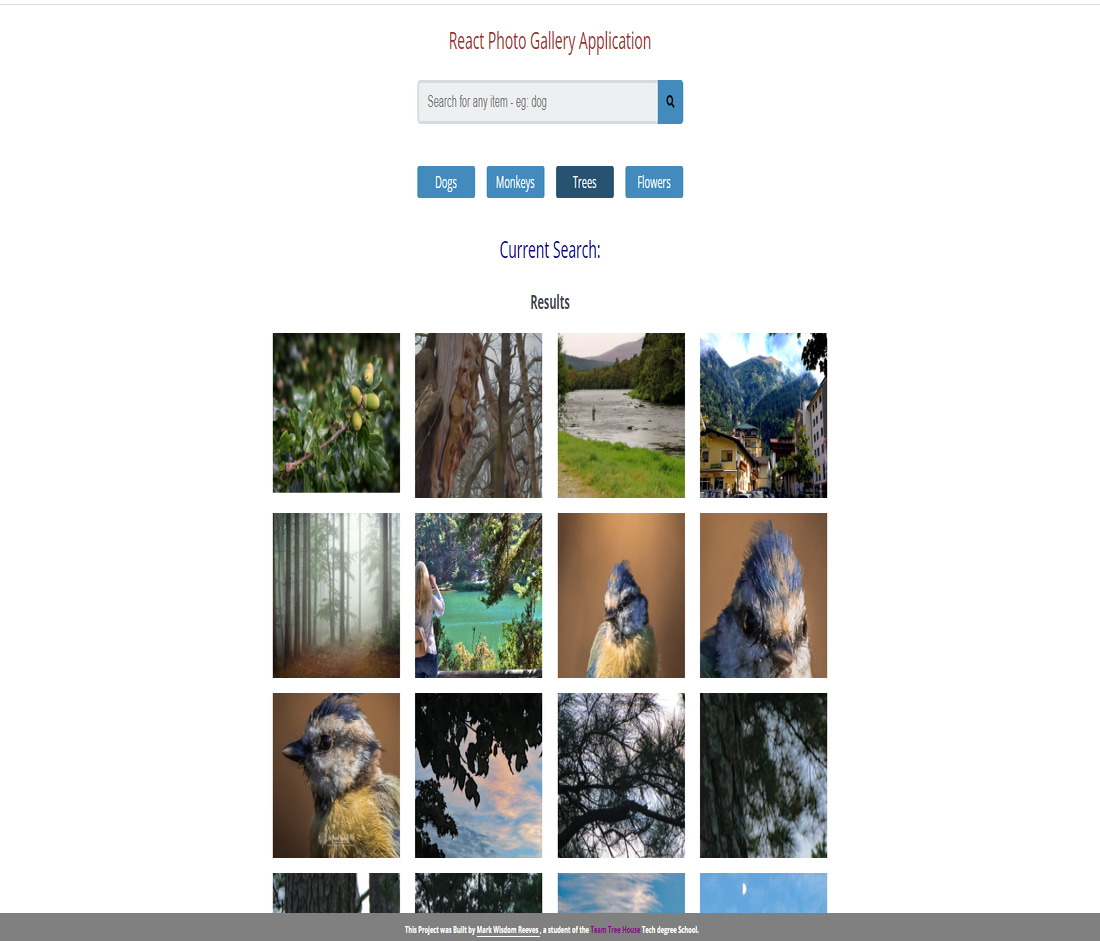 React Photo Gallery Application
Search for any item - eg: dog
Dogs Monkeys Trees Flowers
Current Search:
Results
This Project was Built by Mark Wisdom Reeves , a student of the Team Tree House Tech degree School.